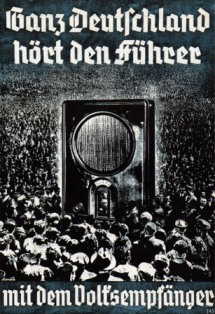 Ganz Deutschland
hört den Führer
mit dem Volksempfänger